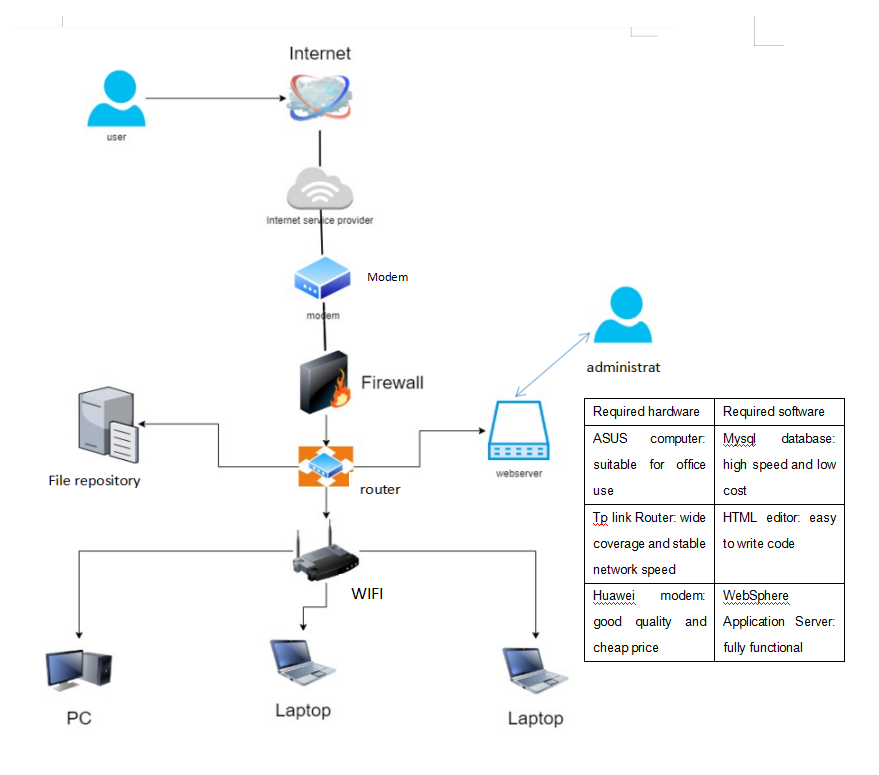 Internet
user
Internet service provider
Modem
modem
administrat
Firewall
File repository
router
webserver
WIFI
PC
Laptop
Laptop
Required hardware
Required software
ASUS computer:
suitable for office
use
Mysql database:
high speed and low
cost
Tp link Router: wide
coverage and stable
network speed
HTML editor: easy
to write code
Huawei modem:
good quality and
cheap price
WebSphere
Application Server:
fully functional